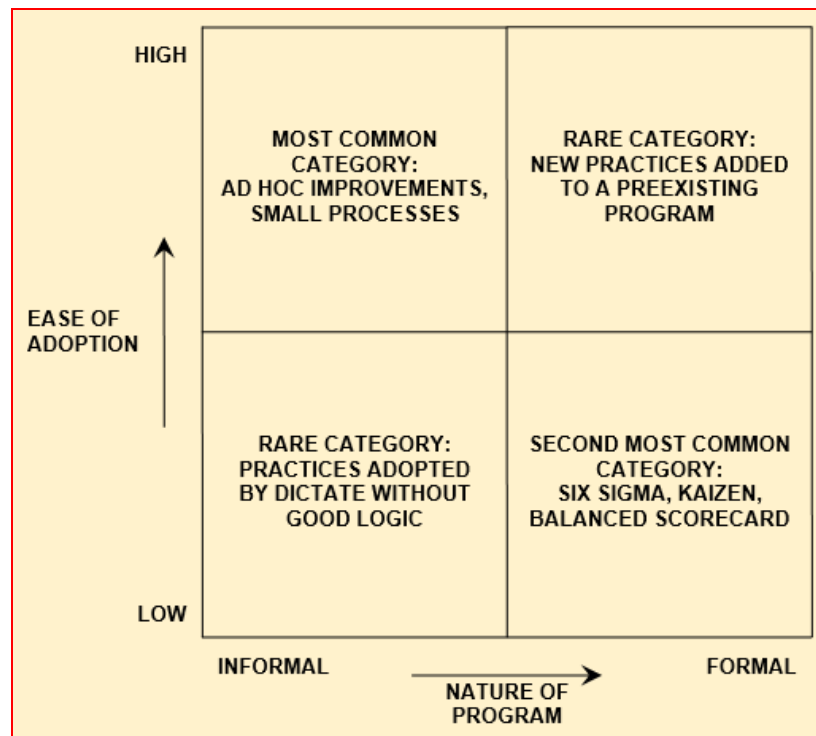 HIGH
MOST COMMON
CATEGORY:
AD HOC IMPROVEMENTS,
SMALL PROCESSES
RARE CATEGORY:
NEW PRACTICES ADDED
TO A PREEXISTING
PROGRAM
EASE OF
ADOPTION
RARE CATEGORY:
PRACTICES ADOPTED
BY DICTATE WITHOUT
GOOD LOGIC
SECOND MOST COMMON
CATEGORY:
SIX SIGMA, KAIZEN,
BALANCED SCORECARD
LOW
INFORMAL
FORMAL
NATURE OF
PROGRAM